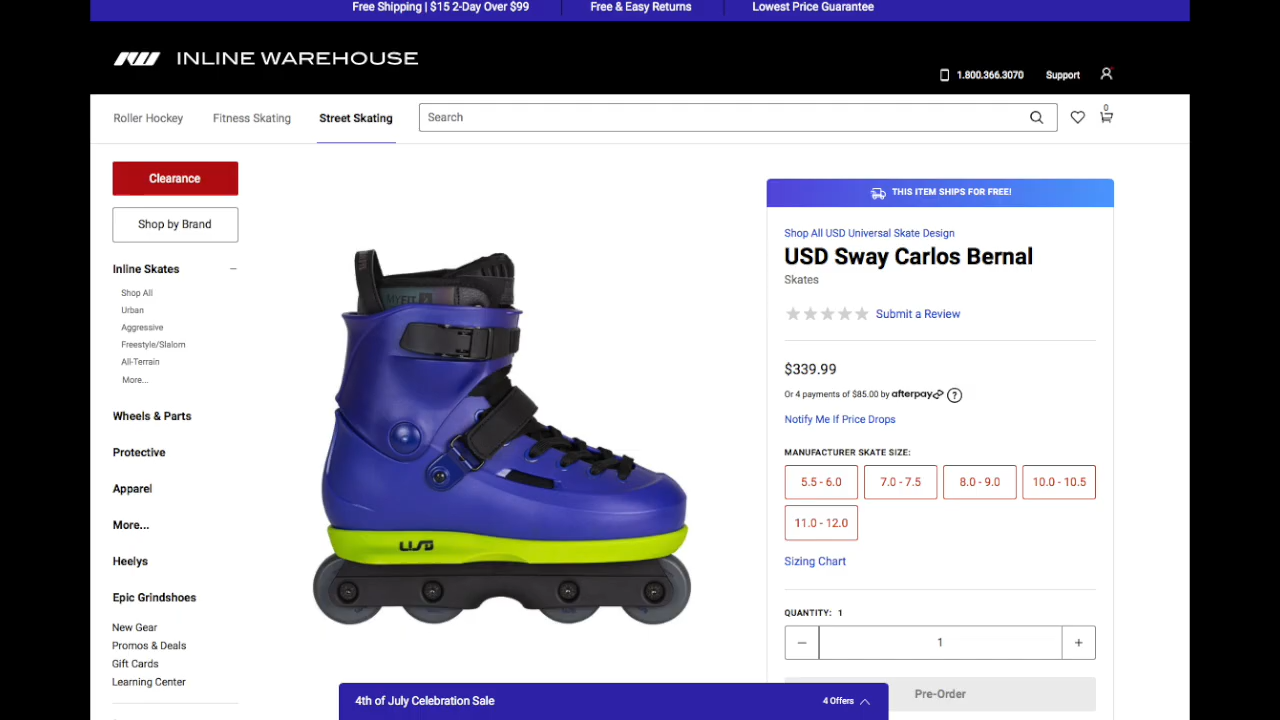 Free Shipping | $15 2-Day Over $99
Free & Easy Returns
Lowest Price Guarantee
INLINE WAREHOUSE
1.800.366.3070
Support
Roller Hockey
Fitness Skating
Street Skating
Search
0
Clearance
Shop by Brand
Inline Skates
Shop All
Urban
Aggressive
Freestyle/Slalom
All-Terrain
More...
Wheels & Parts
Protective
Apparel
More...
Heelys
Epic Grindshoes
New Gear
Promos & Deals
Gift Cards
Learning Center
MYFIT
USD
THIS ITEM SHIPS FOR FREE!
Shop All USD Universal Skate Design
USD Sway Carlos Bernal
Skates
Submit a Review
$339.99
Or 4 payments of $85.00 by afterpay ?
Notify Me If Price Drops
MANUFACTURER SKATE SIZE:
5.5 - 6.0
7.0 - 7.5
8.0 - 9.0
10.0 - 10.5
11.0 - 12.0
Sizing Chart
QUANTITY: 1
− 1 +
Pre-Order
4th of July Celebration Sale
4 Offers